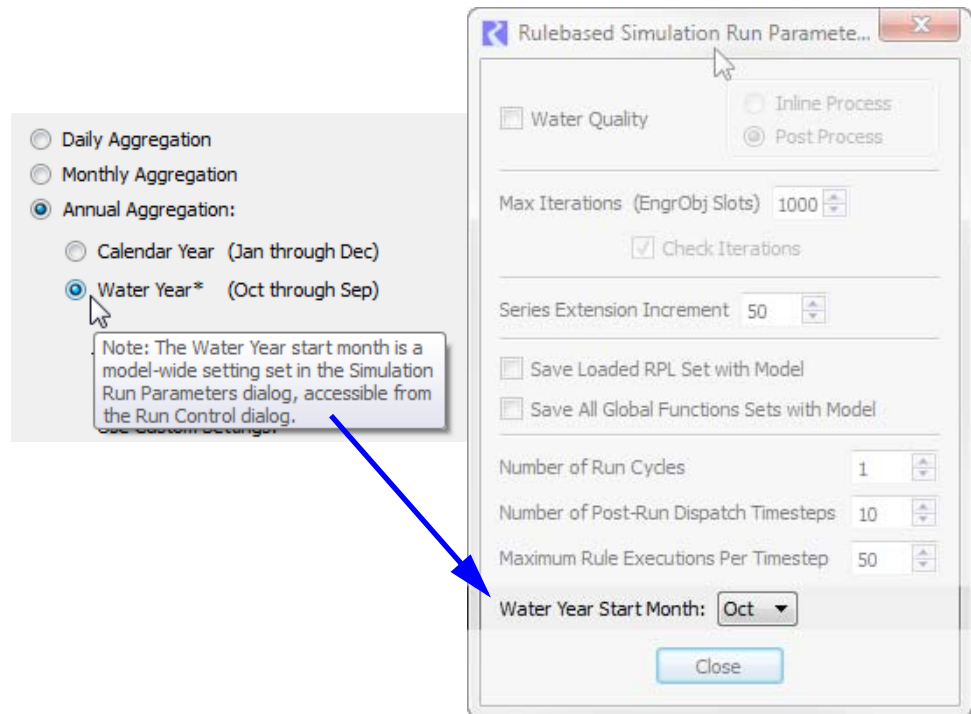 Daily Aggregation
Monthly Aggregation
Annual Aggregation:
Calendar Year (Jan through Dec)
Water Year* (Oct through Sep)
Note: The Water Year start month is a
model-wide setting set in the Simulation
Run Parameters dialog, accessible from
the Run Control dialog.
Use Custom Settings:
Rulebased Simulation Run Paramete...
Water Quality
Inline Process
Post Process
Max Iterations (EngrObj Slots) 1000
Check Iterations
Series Extension Increment 50
Save Loaded RPL Set with Model
Save All Global Functions Sets with Model
Number of Run Cycles 1
Number of Post-Run Dispatch Timesteps 10
Maximum Rule Executions Per Timestep 50
Water Year Start Month: Oct
Close